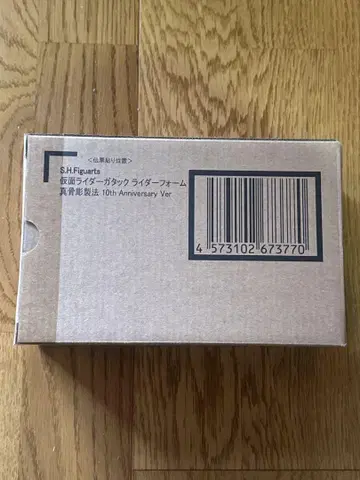 <伝票貼り位置>
S.H.Figuarts
仮面ライダーガタック ライダーフォーム
真骨彫製法 10th Anniversary Ver
4 573102 673770